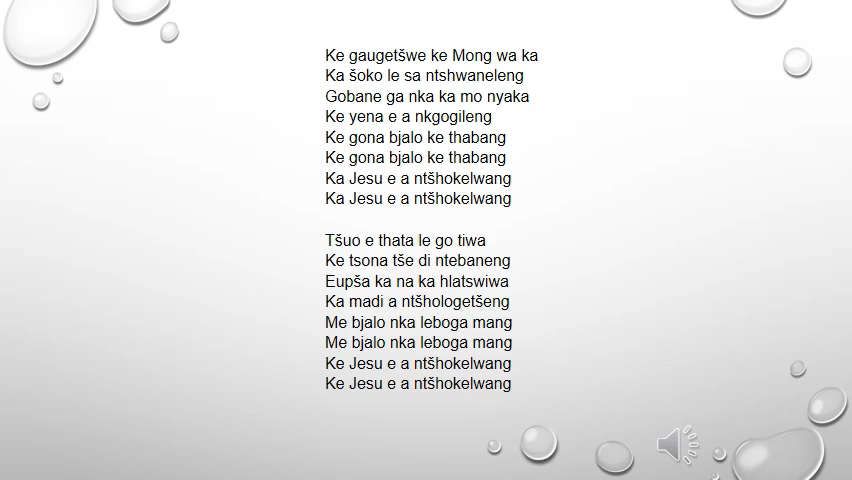 Ke gaugetšwe ke Mong wa ka
Ka šoko le sa ntshwaneleng
Gobane ga nka ka mo nyaka
Ke yena e a nkgogileng
Ke gona bjalo ke thabang
Ke gona bjalo ke thabang
Ka Jesu e a ntšhokelwang
Ka Jesu e a ntšhokelwang
Tšuo e thata le go tiwa
Ke tsona tše di ntebaneng
Eupša ka na ka hlatswiwa
Ka madi a ntšhologetšeng
Me bjalo nka leboga mang
Me bjalo nka leboga mang
Ke Jesu e a ntšhokelwang
Ke Jesu e a ntšhokelwang